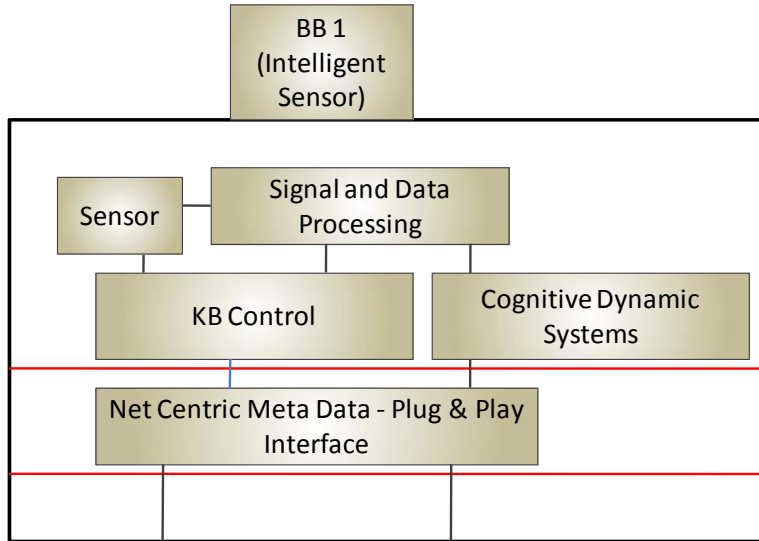 BB 1
(Intelligent
Sensor)
Signal and Data
Processing
Sensor
KB Control
Cognitive Dynamic
Systems
Net Centric Meta Data - Plug & Play
Interface